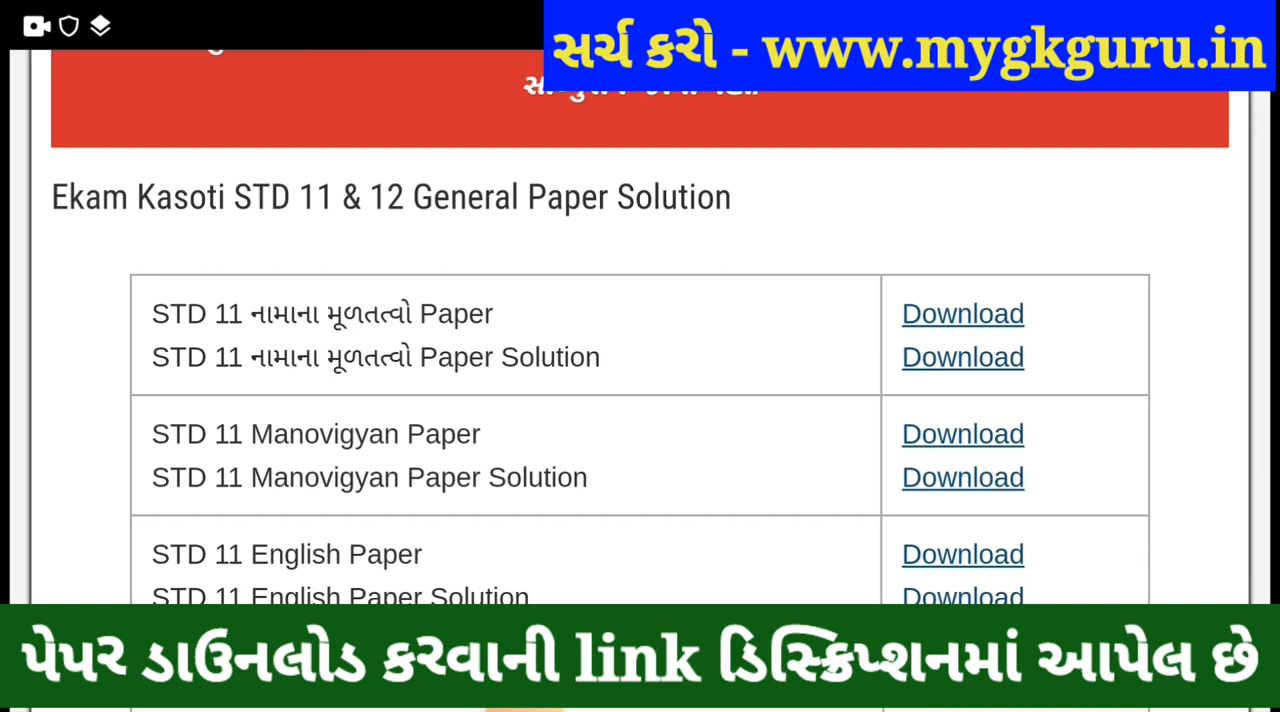 સર્ચ કરો - www.mygkguru.in
Ekam Kasoti STD 11 & 12 General Paper Solution
STD 11 નામાના મૂળતત્વો Paper Download
STD 11 નામાના મૂળતત્વો Paper Solution Download
STD 11 Manovigyan Paper Download
STD 11 Manovigyan Paper Solution Download
STD 11 English Paper Download
STD 11 English Paper Solution Download
પેપર ડાઉનલોડ કરવાની link ડિસ્ક્રિપ્શનમાં આપેલ છે